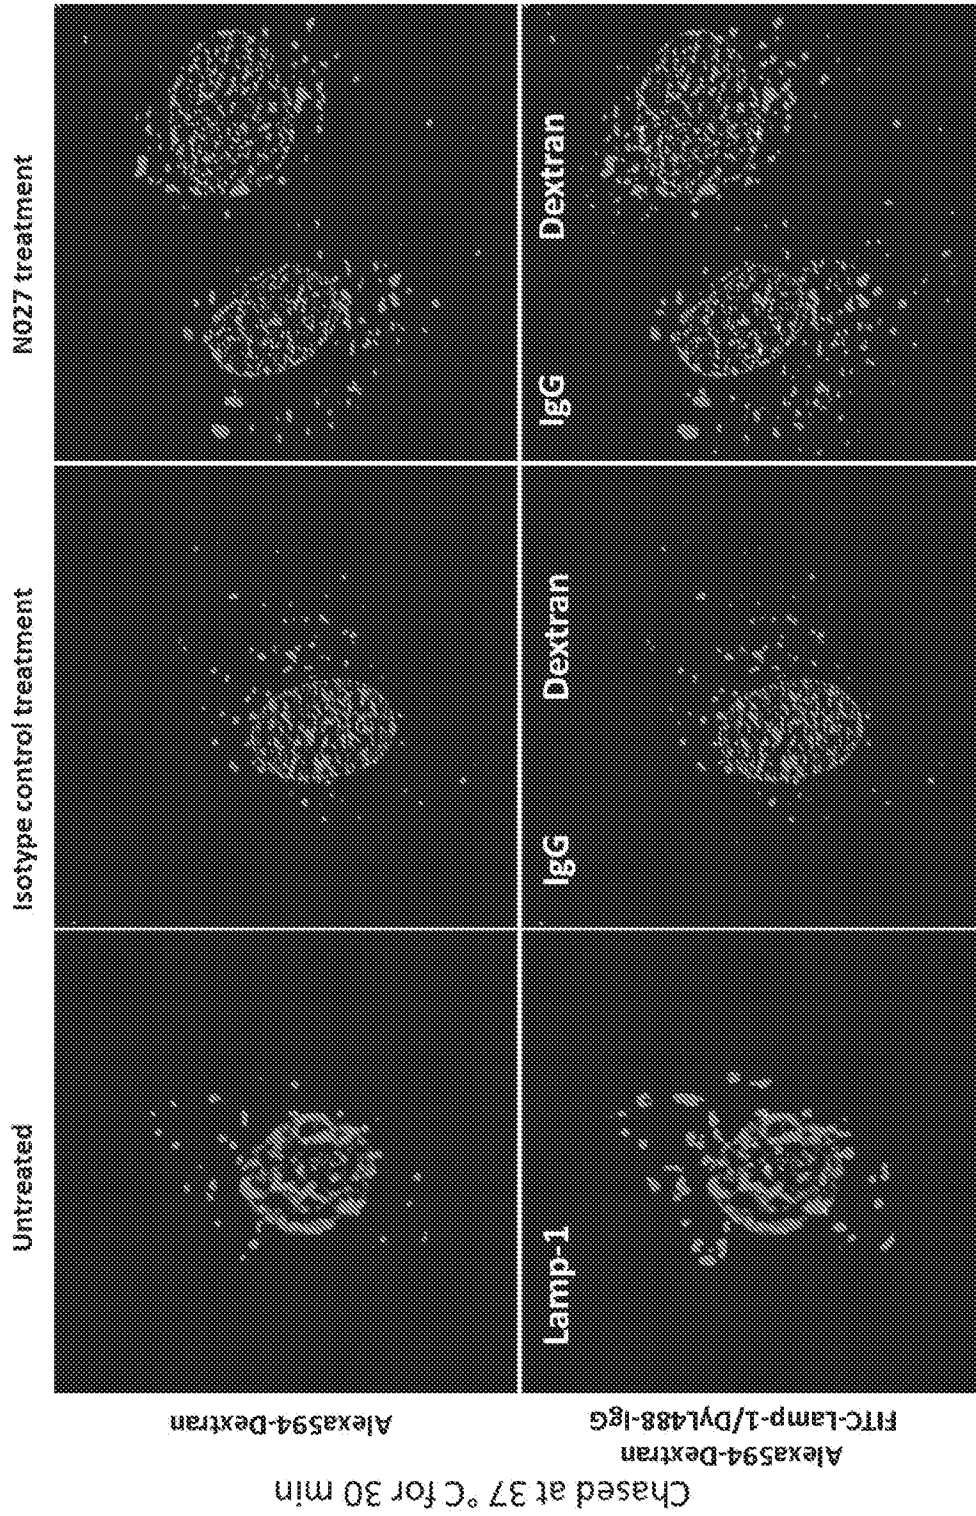 Untreated
Isotype control treatment
N027 treatment
Chased at 37 °C for 30 min
Alexa594-Dextran
Alexa594-Dextran
FITC-Lamp-1/DyL488-IgG
Lamp-1
IgG
Dextran
IgG
Dextran